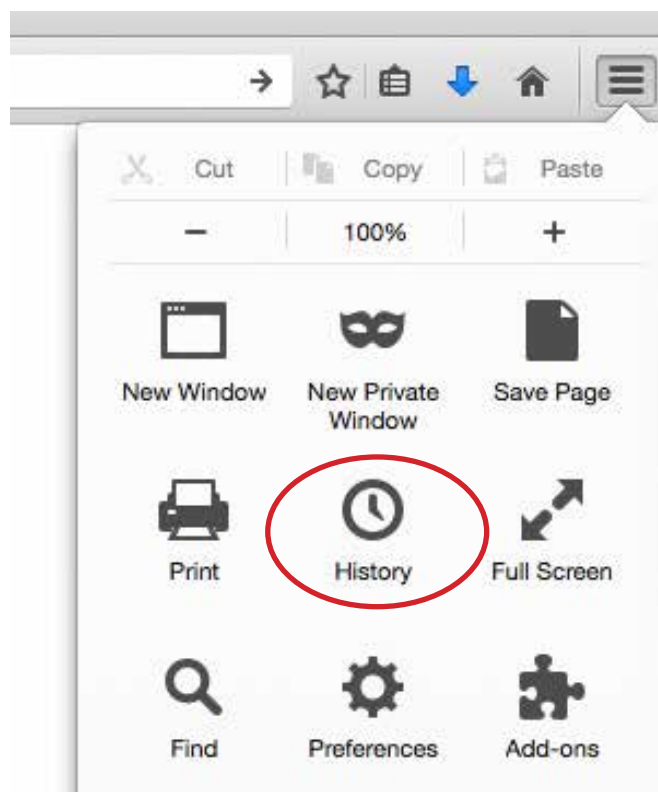 Cut Copy Paste
− 100% +
New Window
New Private
Window
Save Page
Print
History
Full Screen
Find
Preferences
Add-ons